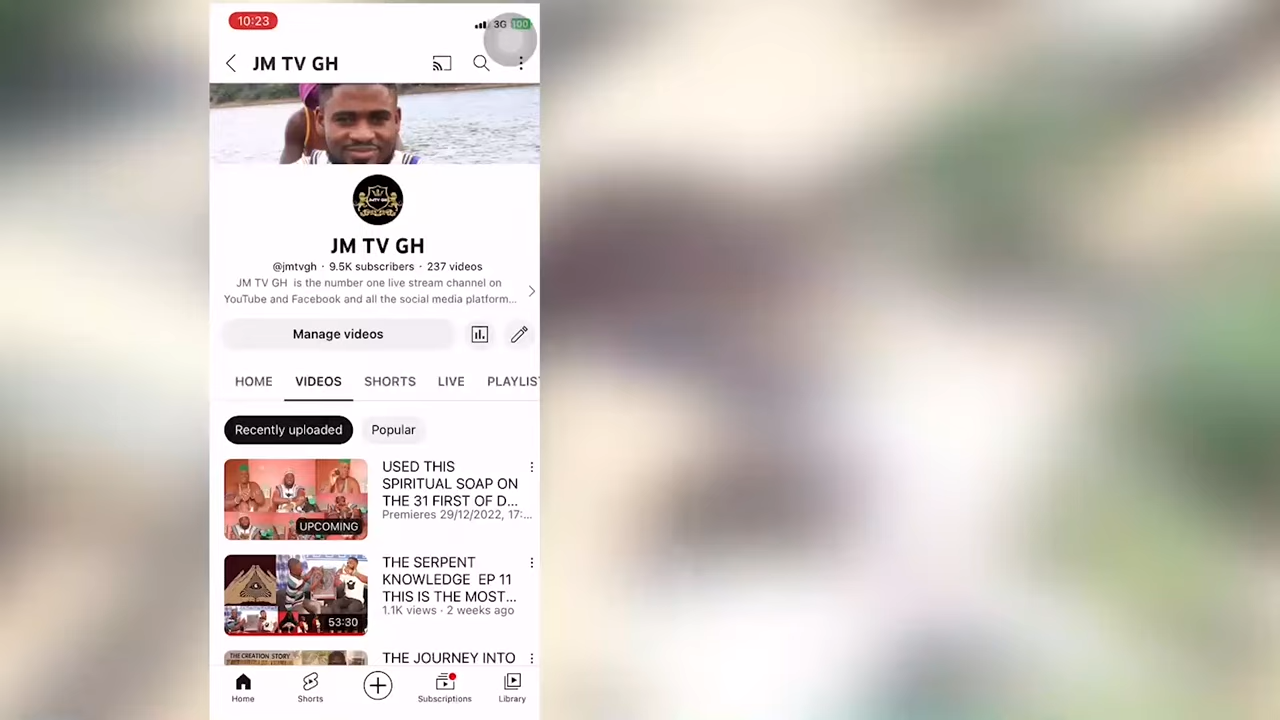 10:23
3G 100
JM TV GH
JMTV GH
JM TV GH
@jmtvgh · 9.5K subscribers · 237 videos
JM TV GH is the number one live stream channel on
YouTube and Facebook and all the social media platform...
Manage videos
HOME VIDEOS SHORTS LIVE PLAYLIS
Recently uploaded Popular
USED THIS
SPIRITUAL SOAP ON
THE 31 FIRST OF D...
Premieres 29/12/2022, 17:...
UPCOMING
THE SERPENT
KNOWLEDGE EP 11
THIS IS THE MOST...
1.1K views · 2 weeks ago
53:30
THE CREATION STORY
THE JOURNEY INTO
Home Shorts Subscriptions Library